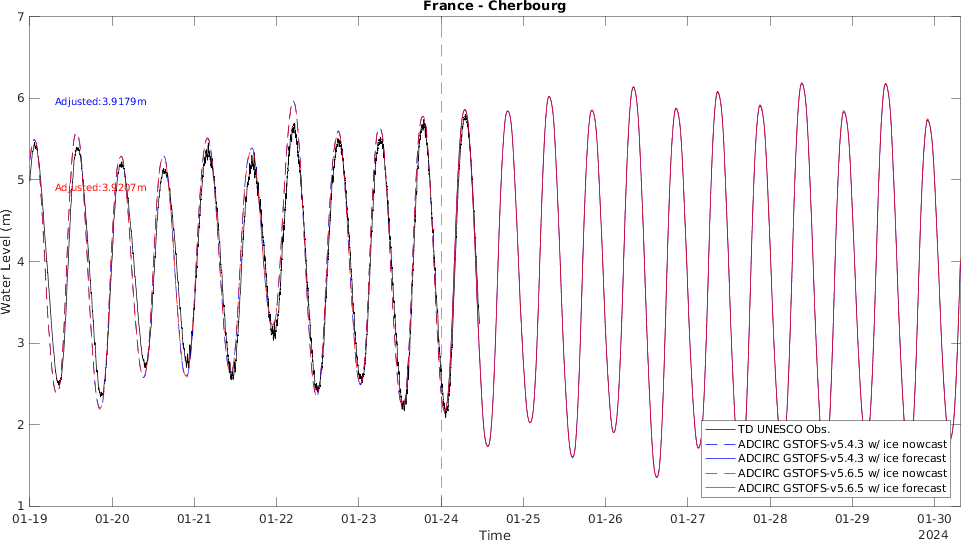 France - Cherbourg
7
6
5
4
3
2
1
Water Level (m)
Adjusted:3.9179m
Adjusted:3.9207m
TD UNESCO Obs.
ADCIRC GSTOFS-v5.4.3 w/ ice nowcast
ADCIRC GSTOFS-v5.4.3 w/ ice forecast
ADCIRC GSTOFS-v5.6.5 w/ ice nowcast
ADCIRC GSTOFS-v5.6.5 w/ ice forecast
01-19 01-20 01-21 01-22 01-23 01-24 01-25 01-26 01-27 01-28 01-29 01-30
Time
2024